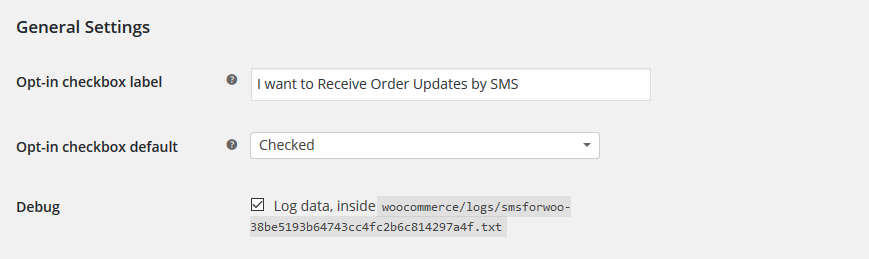 General Settings
Opt-in checkbox label
I want to Receive Order Updates by SMS
Opt-in checkbox default
Checked
Debug
Log data, inside woocommerce/logs/smsforwoo-
38be5193b64743cc4fc2b6c814297a4f.txt